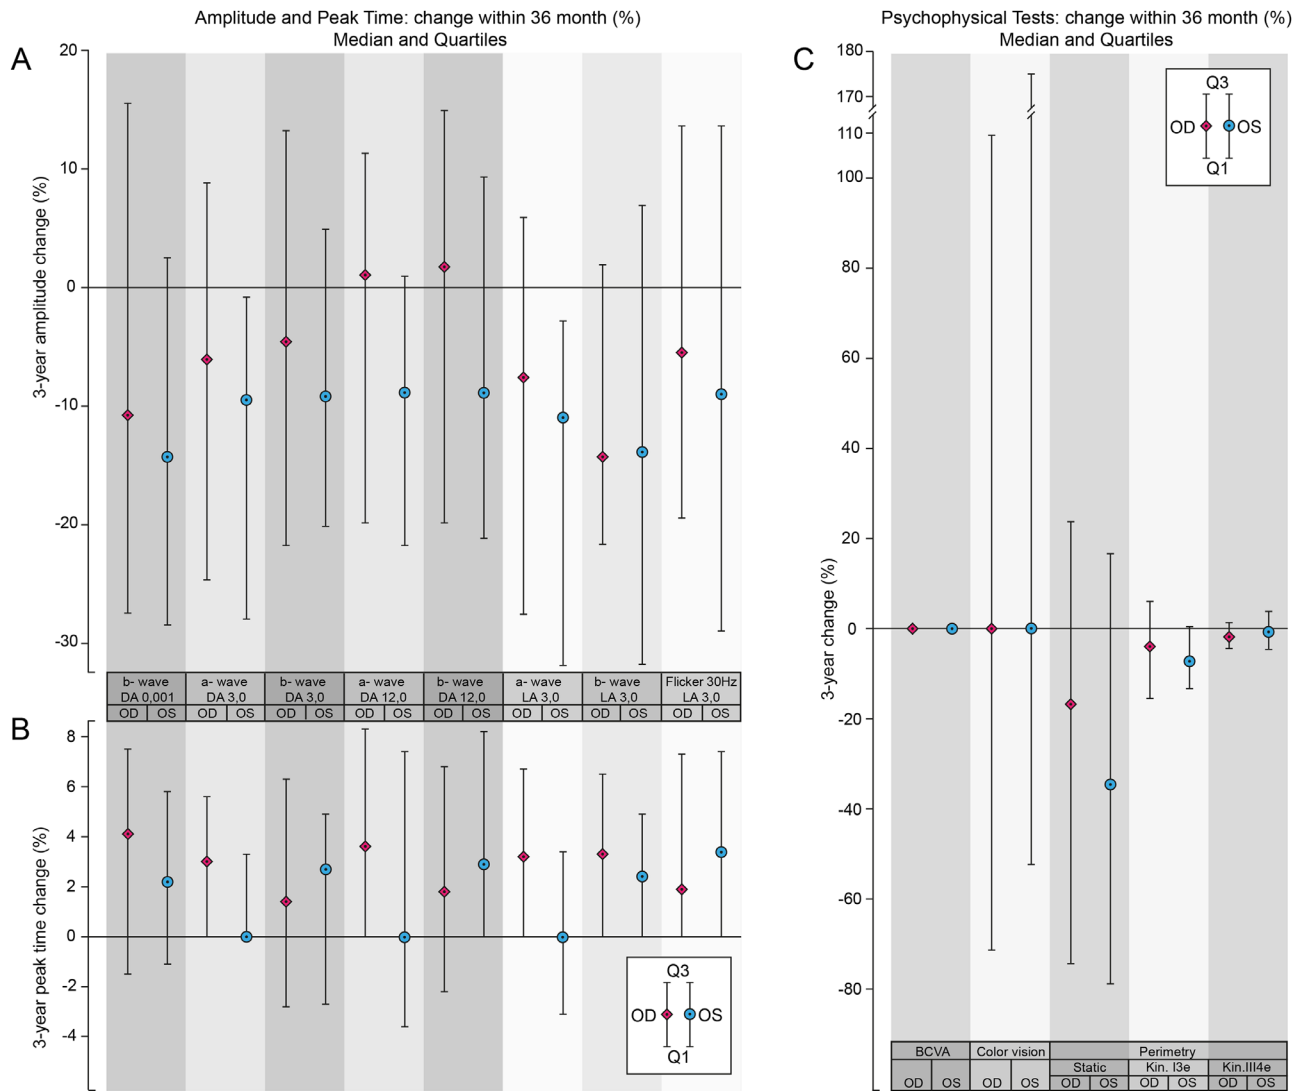 Amplitude and Peak Time: change within 36 month (%)
Median and Quartiles
A
3-year amplitude change (%)
20
10
0
-10
-20
-30
b- wave DA 0,001
a- wave DA 3,0
b- wave DA 3,0
a- wave DA 12,0
b- wave DA 12,0
a- wave LA 3,0
b- wave LA 3,0
Flicker 30Hz LA 3,0
OD OS OD OS OD OS OD OS OD OS OD OS OD OS OD OS
B
3-year peak time change (%)
8
6
4
2
0
-2
-4
Q3
OD OS
Q1
Psychophysical Tests: change within 36 month (%)
Median and Quartiles
C
3-year change (%)
180
170
110
100
80
60
40
20
0
-20
-40
-60
-80
Q3
OD OS
Q1
BCVA Color vision Perimetry
Static Kin. I3e Kin.III4e
OD OS OD OS OD OS OD OS OD OS